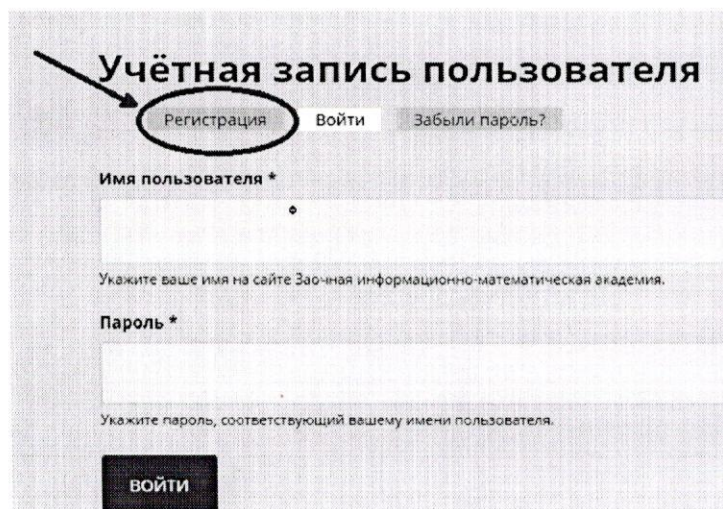 Учётная запись пользователя
Регистрация Войти Забыли пароль?
Имя пользователя *
Укажите ваше имя на сайте Заочная информационно-математическая академия.
Пароль *
Укажите пароль, соответствующий вашему имени пользователя.
ВОЙТИ